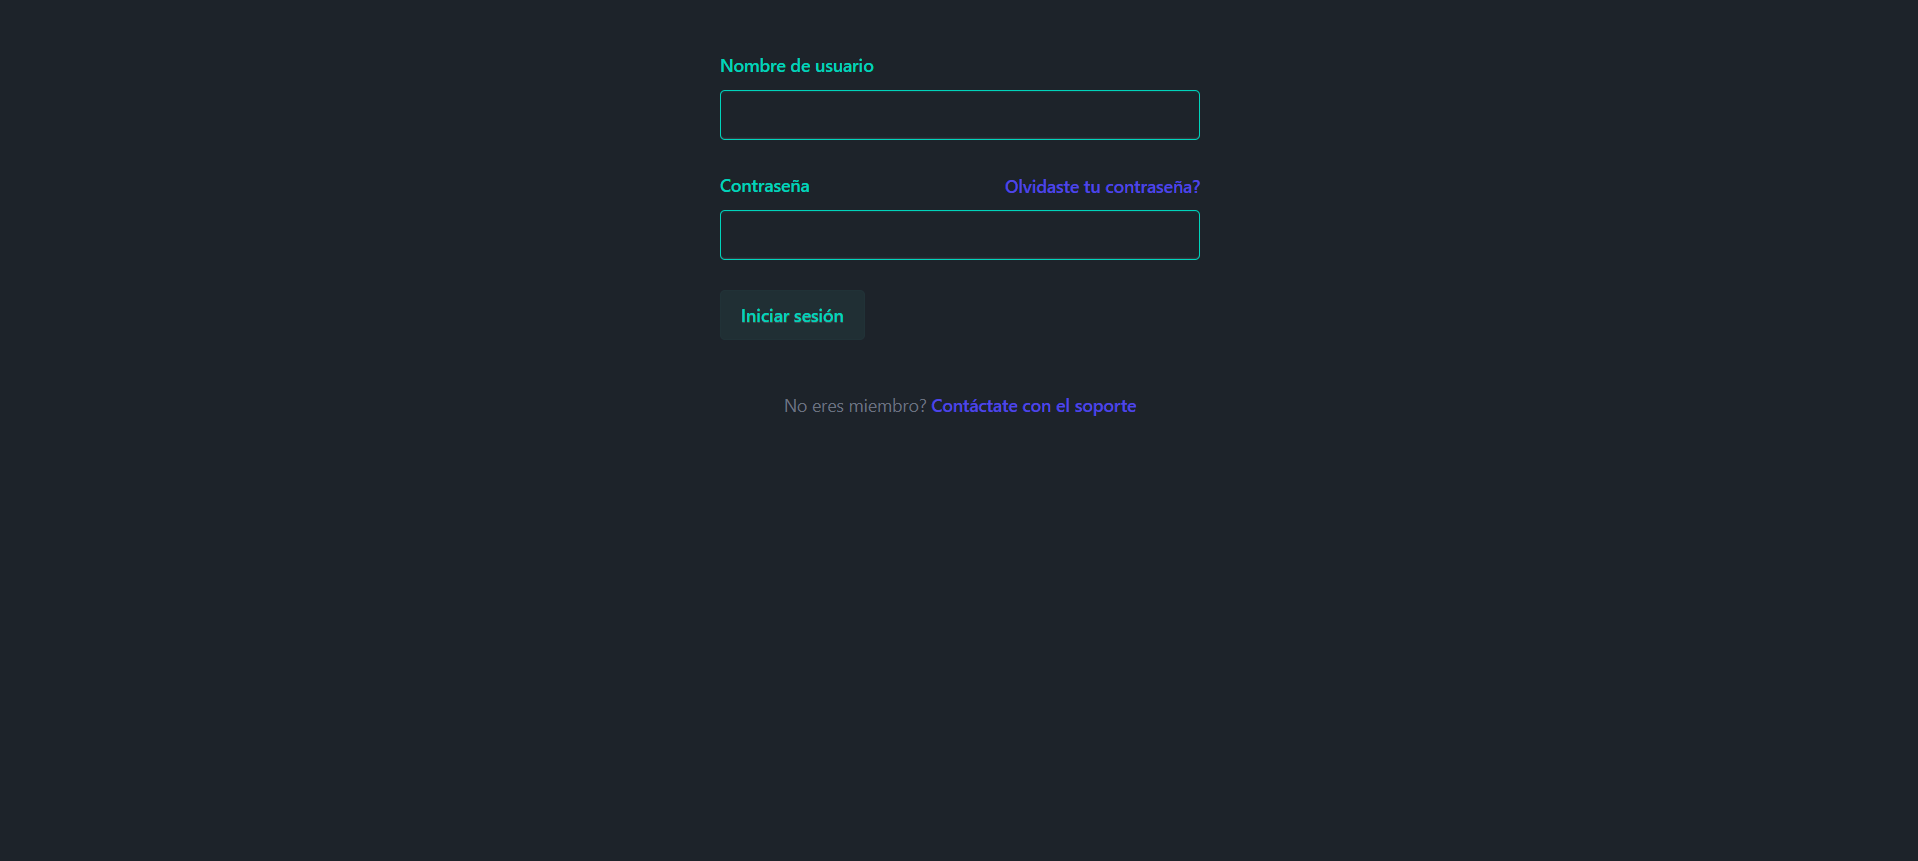 Nombre de usuario
Contraseña
Olvidaste tu contraseña?
Iniciar sesión
No eres miembro? Contáctate con el soporte